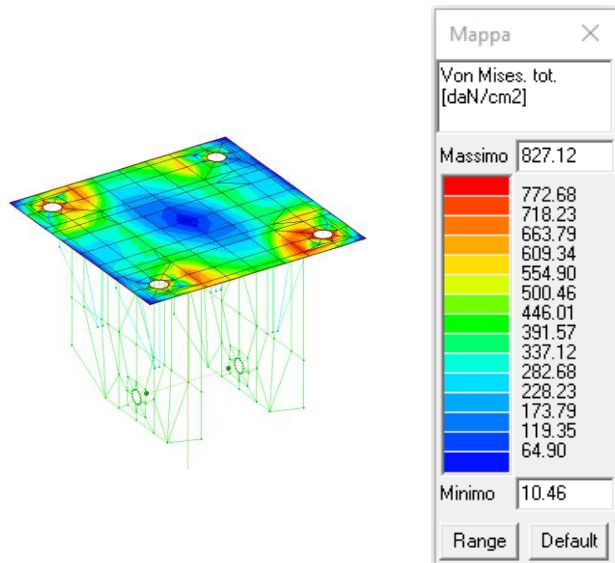 Mappa
Von Mises. tot.
[daN/cm2]
Massimo 827.12
772.68
718.23
663.79
609.34
554.90
500.46
446.01
391.57
337.12
282.68
228.23
173.79
119.35
64.90
Minimo 10.46
Range Default